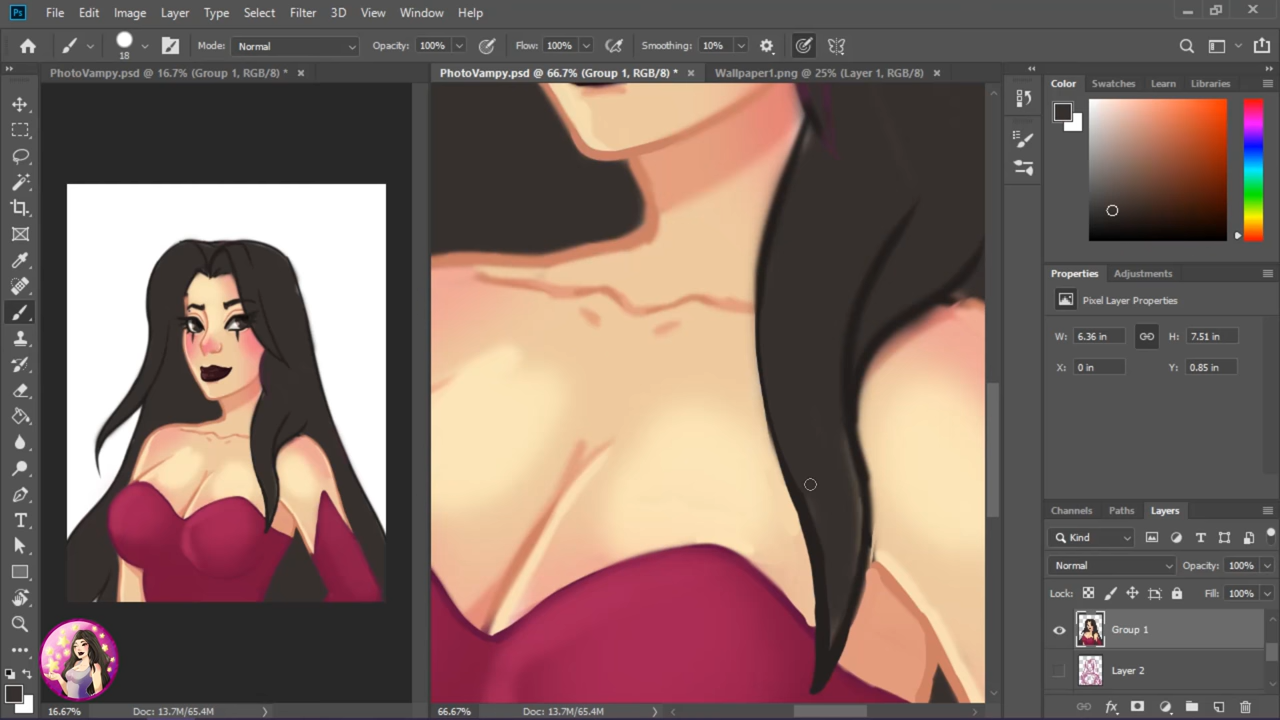 Ps File Edit Image Layer Type Select Filter 3D View Window Help
18 Mode: Normal Opacity: 100% Flow: 100% Smoothing: 10%
PhotoVampy.psd @ 16.7% (Group 1, RGB/8) * PhotoVampy.psd @ 66.7% (Group 1, RGB/8) * Wallpaper1.png @ 25% (Layer 1, RGB/8)
Color Swatches Learn Libraries
Properties Adjustments
Pixel Layer Properties
W: 6.36 in H: 7.51 in
X: 0 in Y: 0.85 in
Channels Paths Layers
Kind
Normal Opacity: 100%
Lock: Fill: 100%
Group 1
Layer 2
16.67% Doc: 13.7M/65.4M 66.67% Doc: 13.7M/65.4M